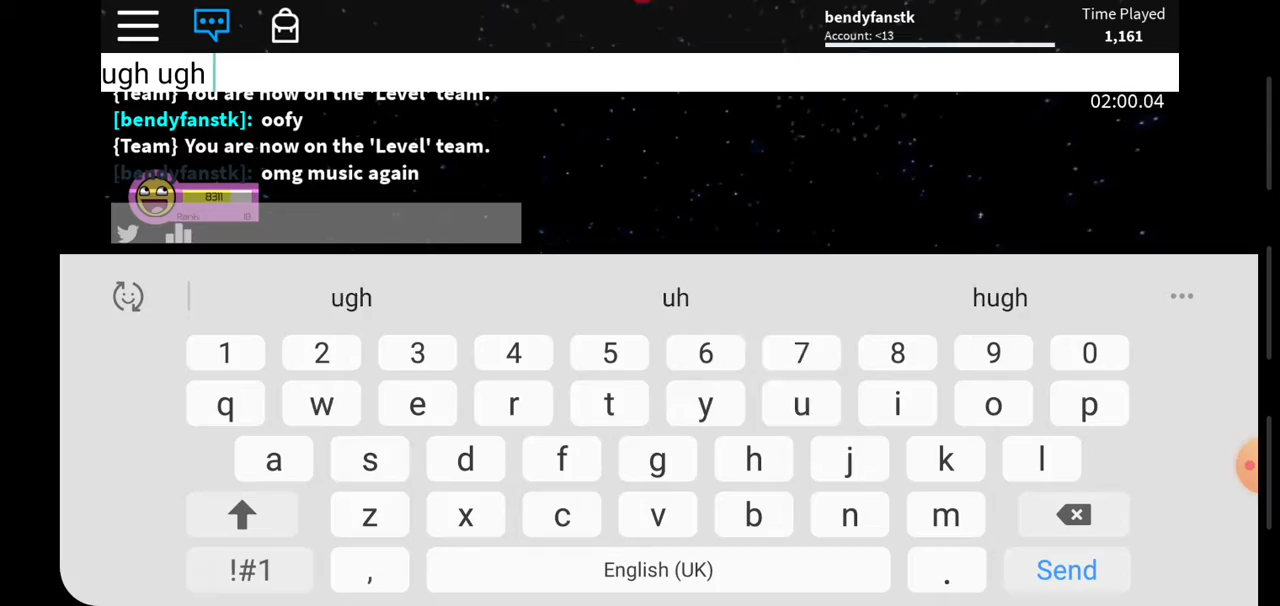 bendyfanstk
Account: <13
Time Played
1,161
ugh ugh
{Team} You are now on the 'Level' team.
02:00.04
[bendyfanstk]: oofy
{Team} You are now on the 'Level' team.
[bendyfanstk]: omg music again
8311
Rank:
ugh uh hugh
1 2 3 4 5 6 7 8 9 0
q w e r t y u i o p
a s d f g h j k l
z x c v b n m
!#1 , English (UK) . Send